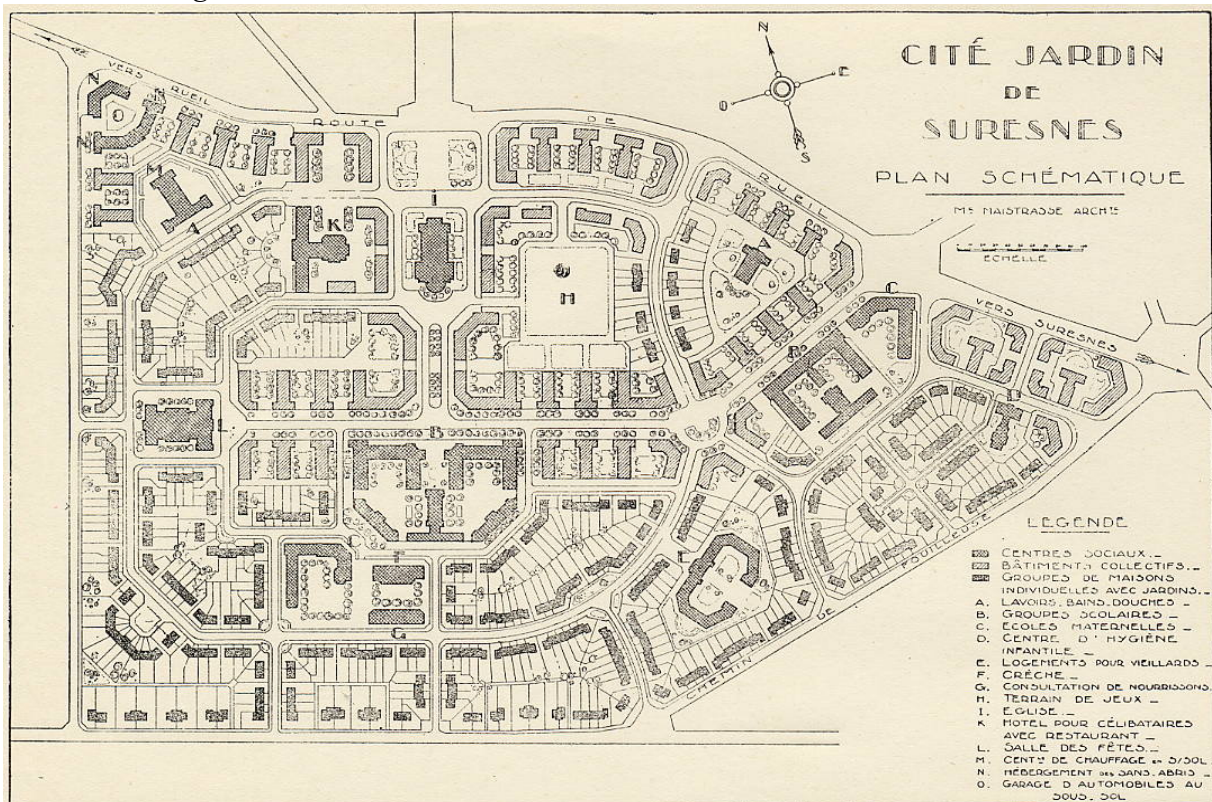 CITÉ JARDIN
DE
SURESNES
PLAN SCHÉMATIQUE
Mr MAISTRASSE ARCHte
ECHELLE
N
E
O
S
VERS RUEIL
ROUTE DE RUEIL
VERS SURESNES
CHEMIN DE FOUILLEUSE
N
O
N
M
A
K
I
H
A
C
B
D
L
B
E
F
G
LEGENDE
CENTRES SOCIAUX._
BÂTIMENTS COLLECTIFS._
GROUPES DE MAISONS
INDIVIDUELLES AVEC JARDINS._
A. LAVOIRS, BAINS, DOUCHES _
B. GROUPES SCOLAIRES _
C. ECOLES MATERNELLES _
D. CENTRE D'HYGIÈNE
INFANTILE _
E. LOGEMENTS POUR VIEILLARDS _
F. CRÈCHE _
G. CONSULTATION DE NOURRISSONS.
H. TERRAIN DE JEUX _
I. EGLISE._
K HOTEL POUR CÉLIBATAIRES
AVEC RESTAURANT _
L. SALLE DES FÊTES._
M. CENTle DE CHAUFFAGE en S/SOL
N. HÉBERGEMENT des SANS. ABRIS _
O. GARAGE D AUTOMOBILES AU
SOUS. SOL